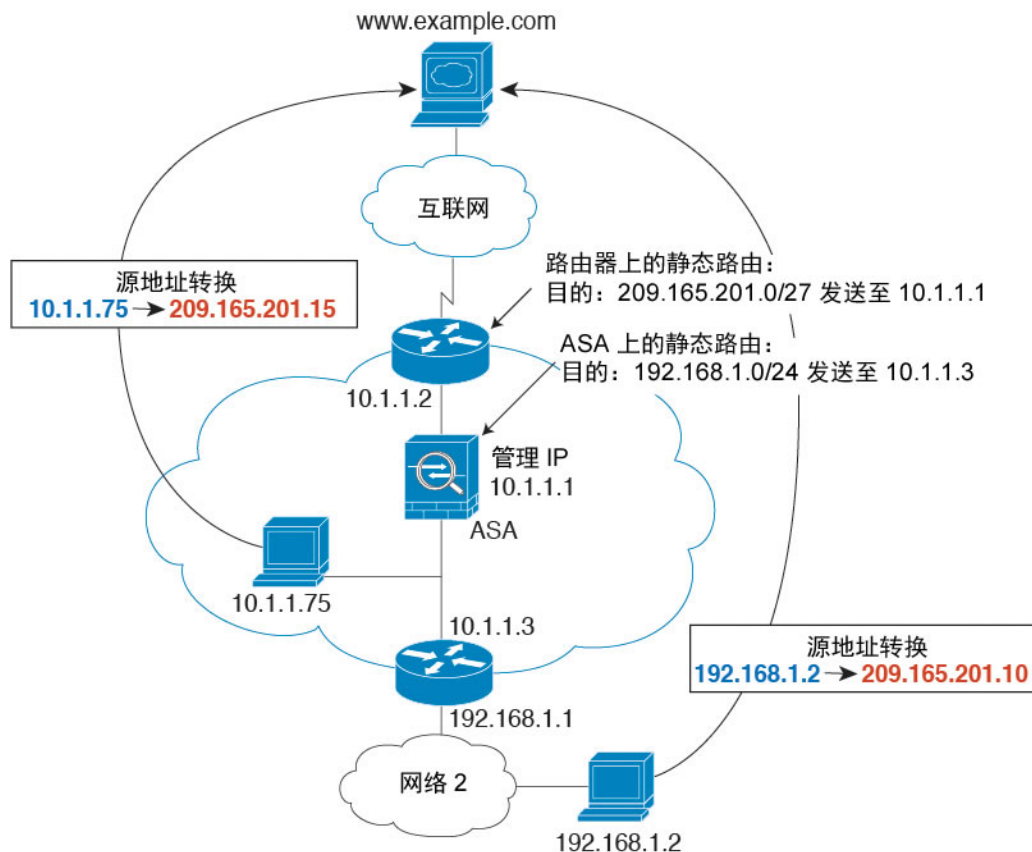 www.example.com
互联网
源地址转换
10.1.1.75 → 209.165.201.15
路由器上的静态路由：
目的：209.165.201.0/27 发送至 10.1.1.1
ASA 上的静态路由：
目的：192.168.1.0/24 发送至 10.1.1.3
10.1.1.2
管理 IP
10.1.1.1
ASA
10.1.1.75
10.1.1.3
源地址转换
192.168.1.2 → 209.165.201.10
192.168.1.1
网络 2
192.168.1.2